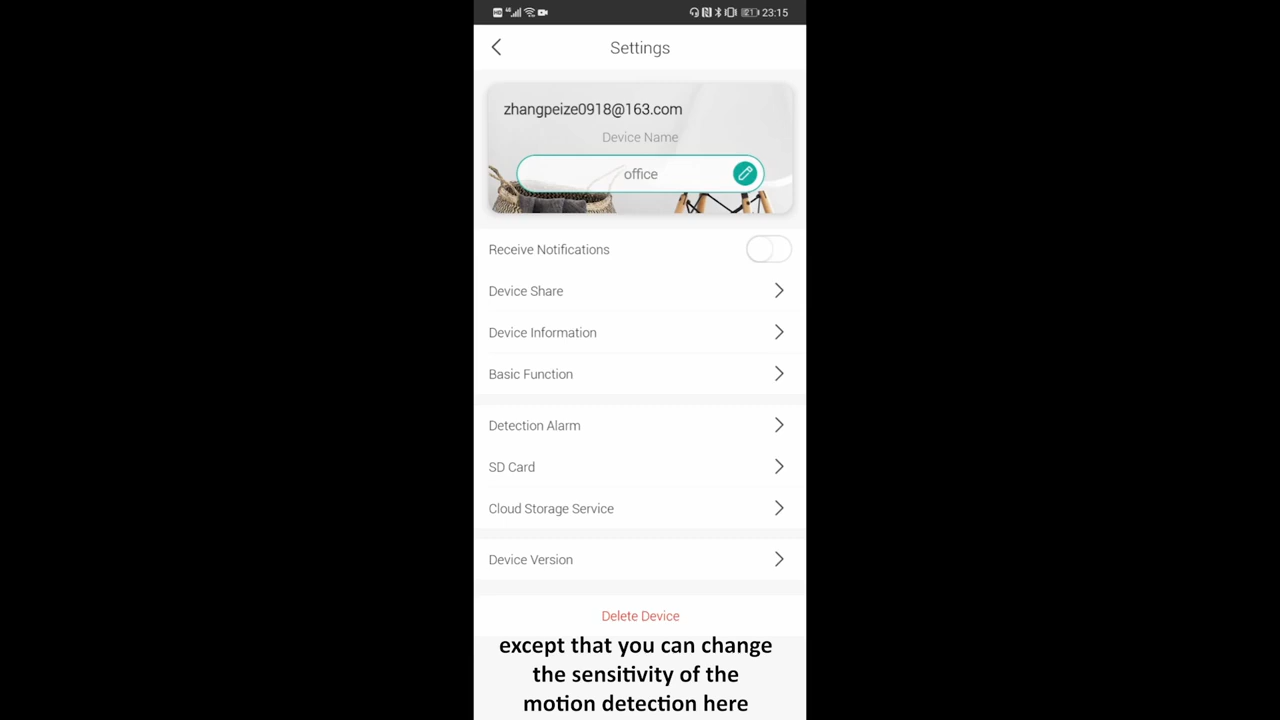 23:15
Settings
zhangpeize0918@163.com
Device Name
office
Receive Notifications
Device Share
Device Information
Basic Function
Detection Alarm
SD Card
Cloud Storage Service
Device Version
Delete Device
except that you can change
the sensitivity of the
motion detection here